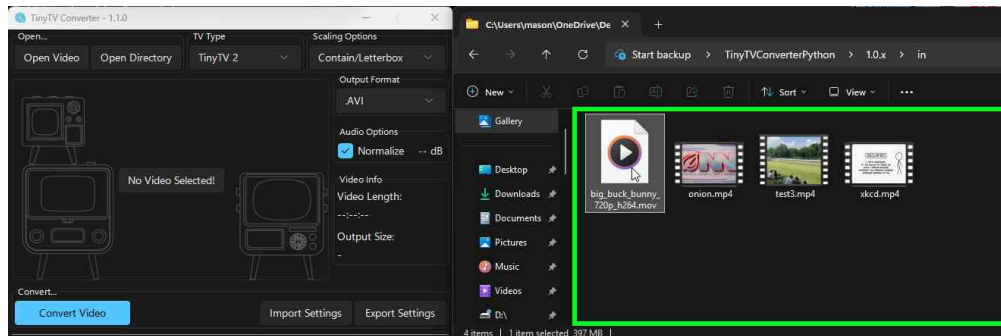 TinyTV Converter - 1.1.0
Open...
TV Type
Scaling Options
Open Video
Open Directory
TinyTV 2
Contain/Letterbox
Output Format
.AVI
Audio Options
Normalize
-- dB
No Video Selected!
Video Info
Video Length:
--:--:--
Output Size:
-
Convert...
Convert Video
Import Settings
Export Settings
C:\Users\mason\OneDrive\De
Start backup
TinyTVConverterPython
1.0.x
in
New
Sort
View
Gallery
Desktop
Downloads
Documents
Pictures
Music
Videos
D:\
big_buck_bunny_
720p_h264.mov
onion.mp4
test3.mp4
xkcd.mp4
4 items
1 item selected 397 MB